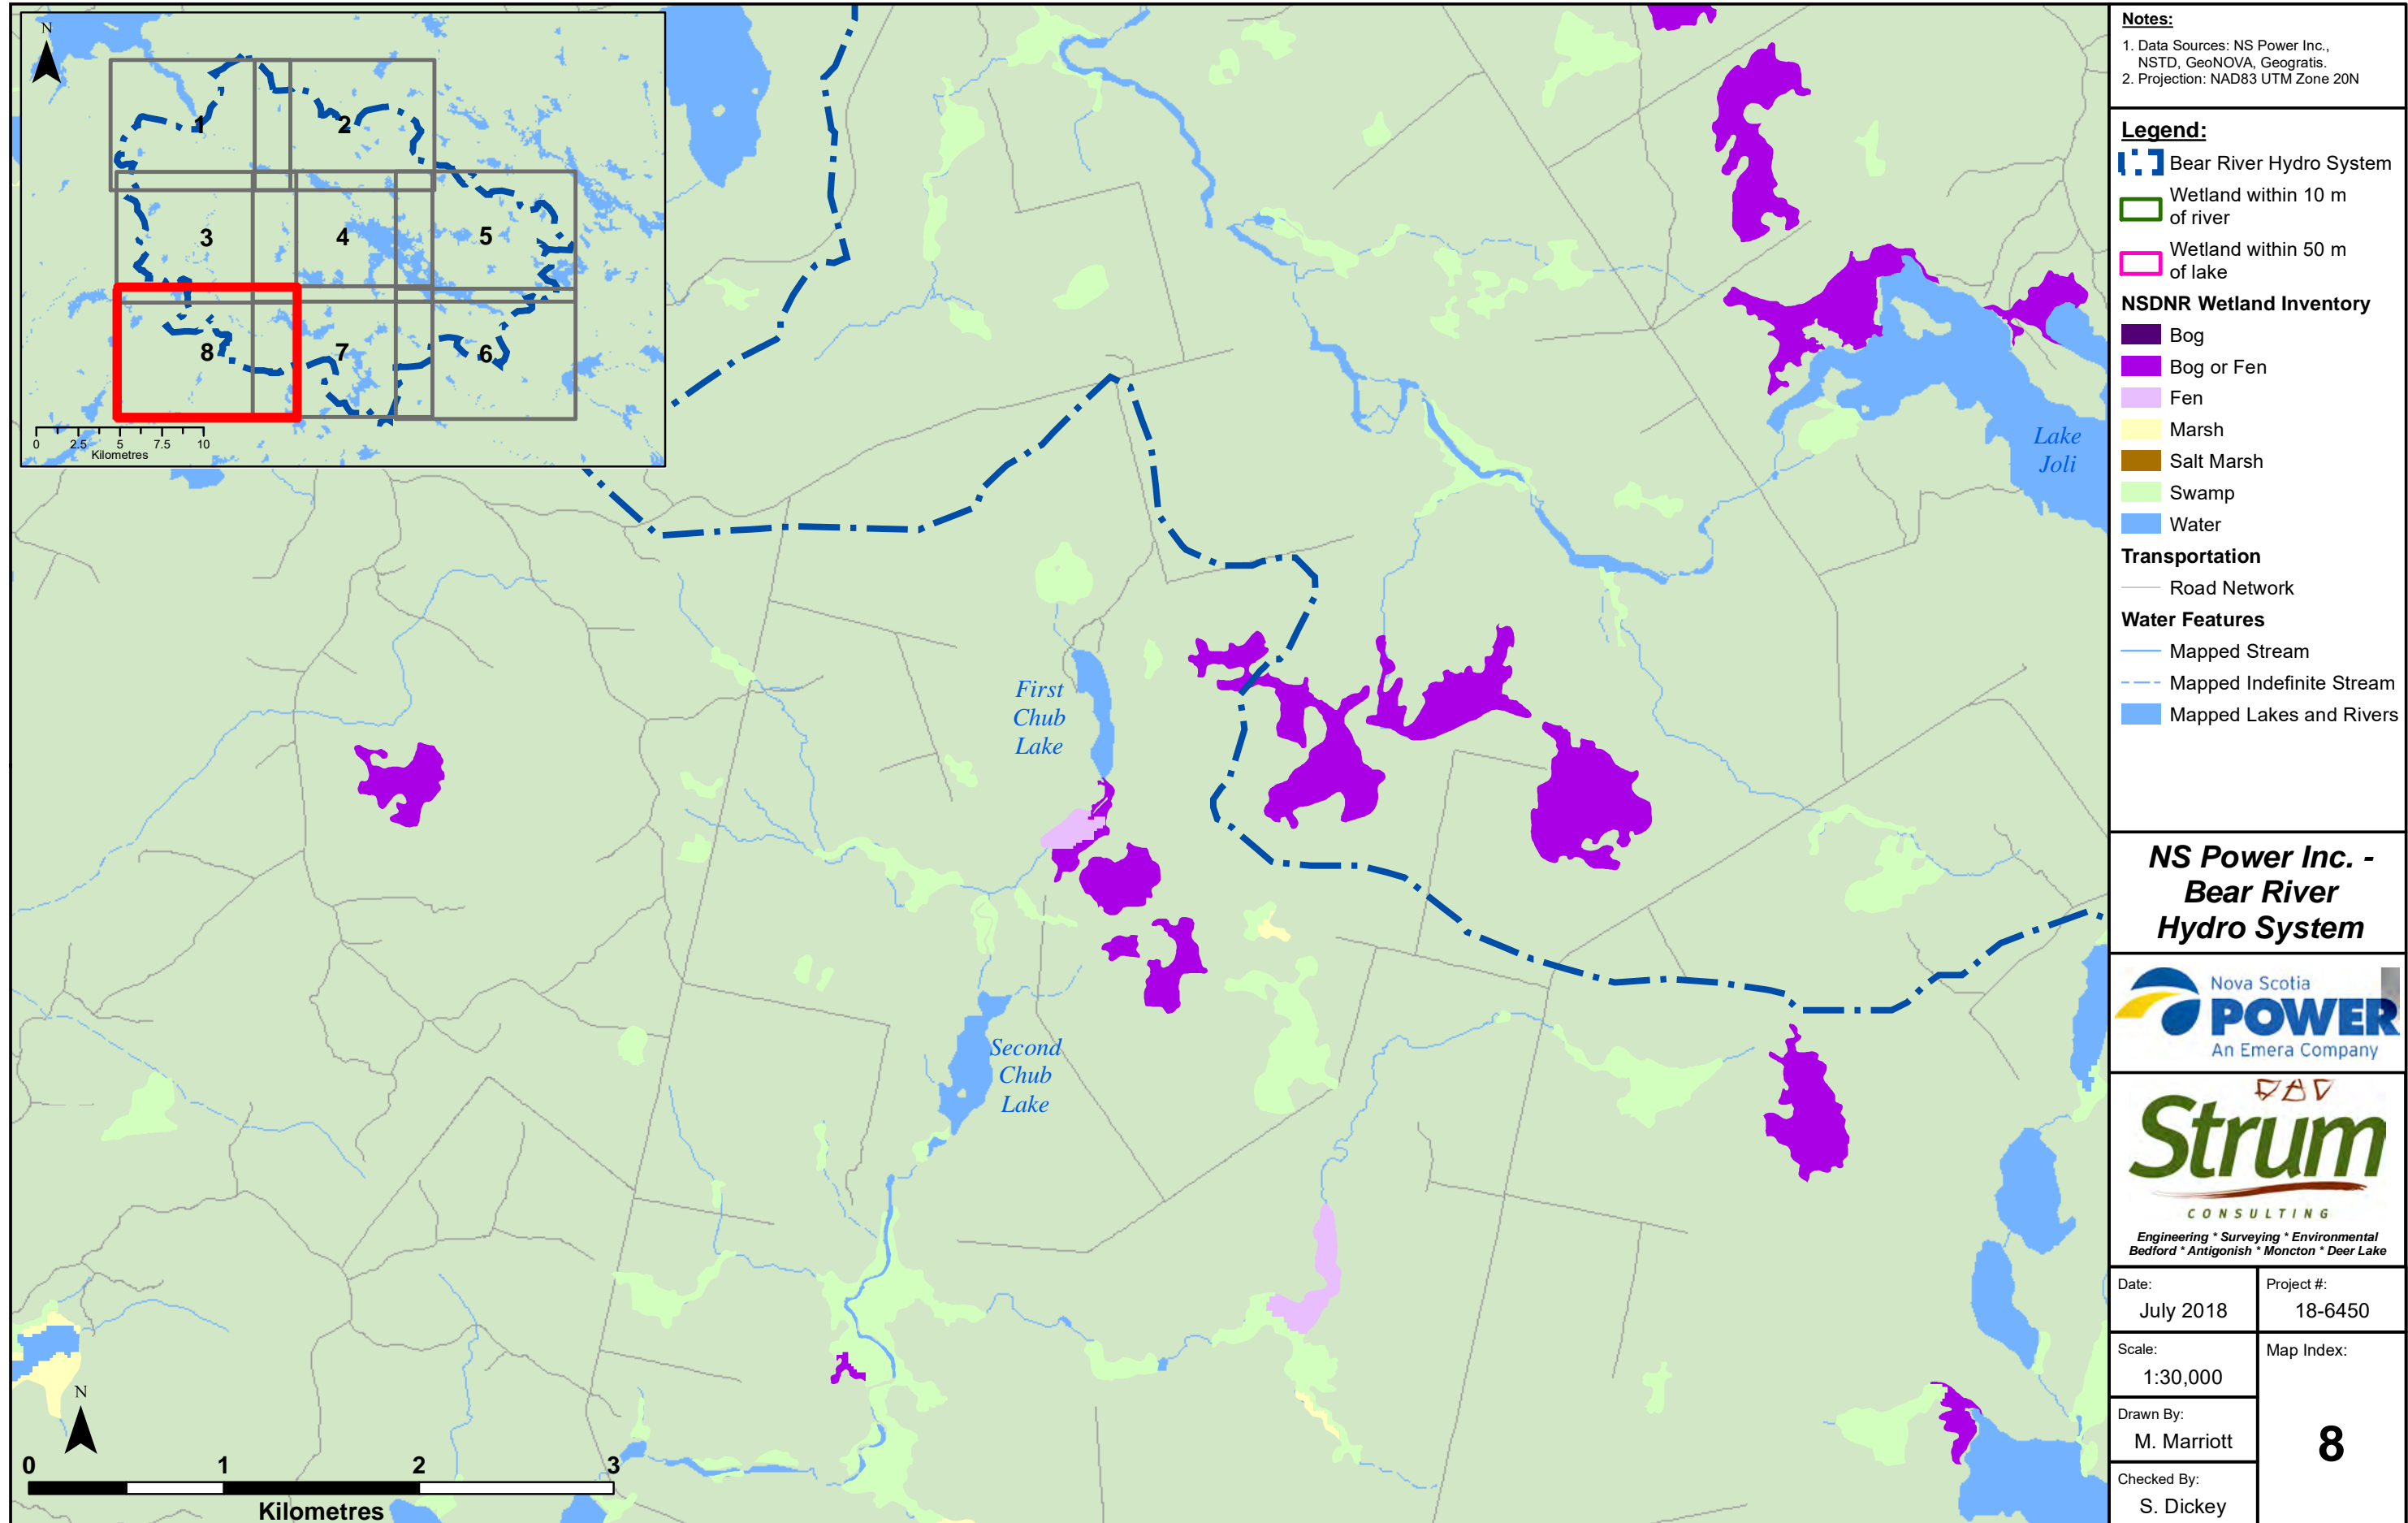 N
1
2
3
4
5
8
7
6
0 2.5 5 7.5 10
Kilometres
Lake
Joli
First
Chub
Lake
Second
Chub
Lake
N
0 1 2 3
Kilometres
Notes:
1. Data Sources: NS Power Inc.,
NSTD, GeoNOVA, Geogratis.
2. Projection: NAD83 UTM Zone 20N
Legend:
Bear River Hydro System
Wetland within 10 m
of river
Wetland within 50 m
of lake
NSDNR Wetland Inventory
Bog
Bog or Fen
Fen
Marsh
Salt Marsh
Swamp
Water
Transportation
Road Network
Water Features
Mapped Stream
Mapped Indefinite Stream
Mapped Lakes and Rivers
NS Power Inc. -
Bear River
Hydro System
Nova Scotia
POWER
An Emera Company
Strum
CONSULTING
Engineering * Surveying * Environmental
Bedford * Antigonish * Moncton * Deer Lake
Date:
July 2018
Project #:
18-6450
Scale:
1:30,000
Map Index:
8
Drawn By:
M. Marriott
Checked By:
S. Dickey